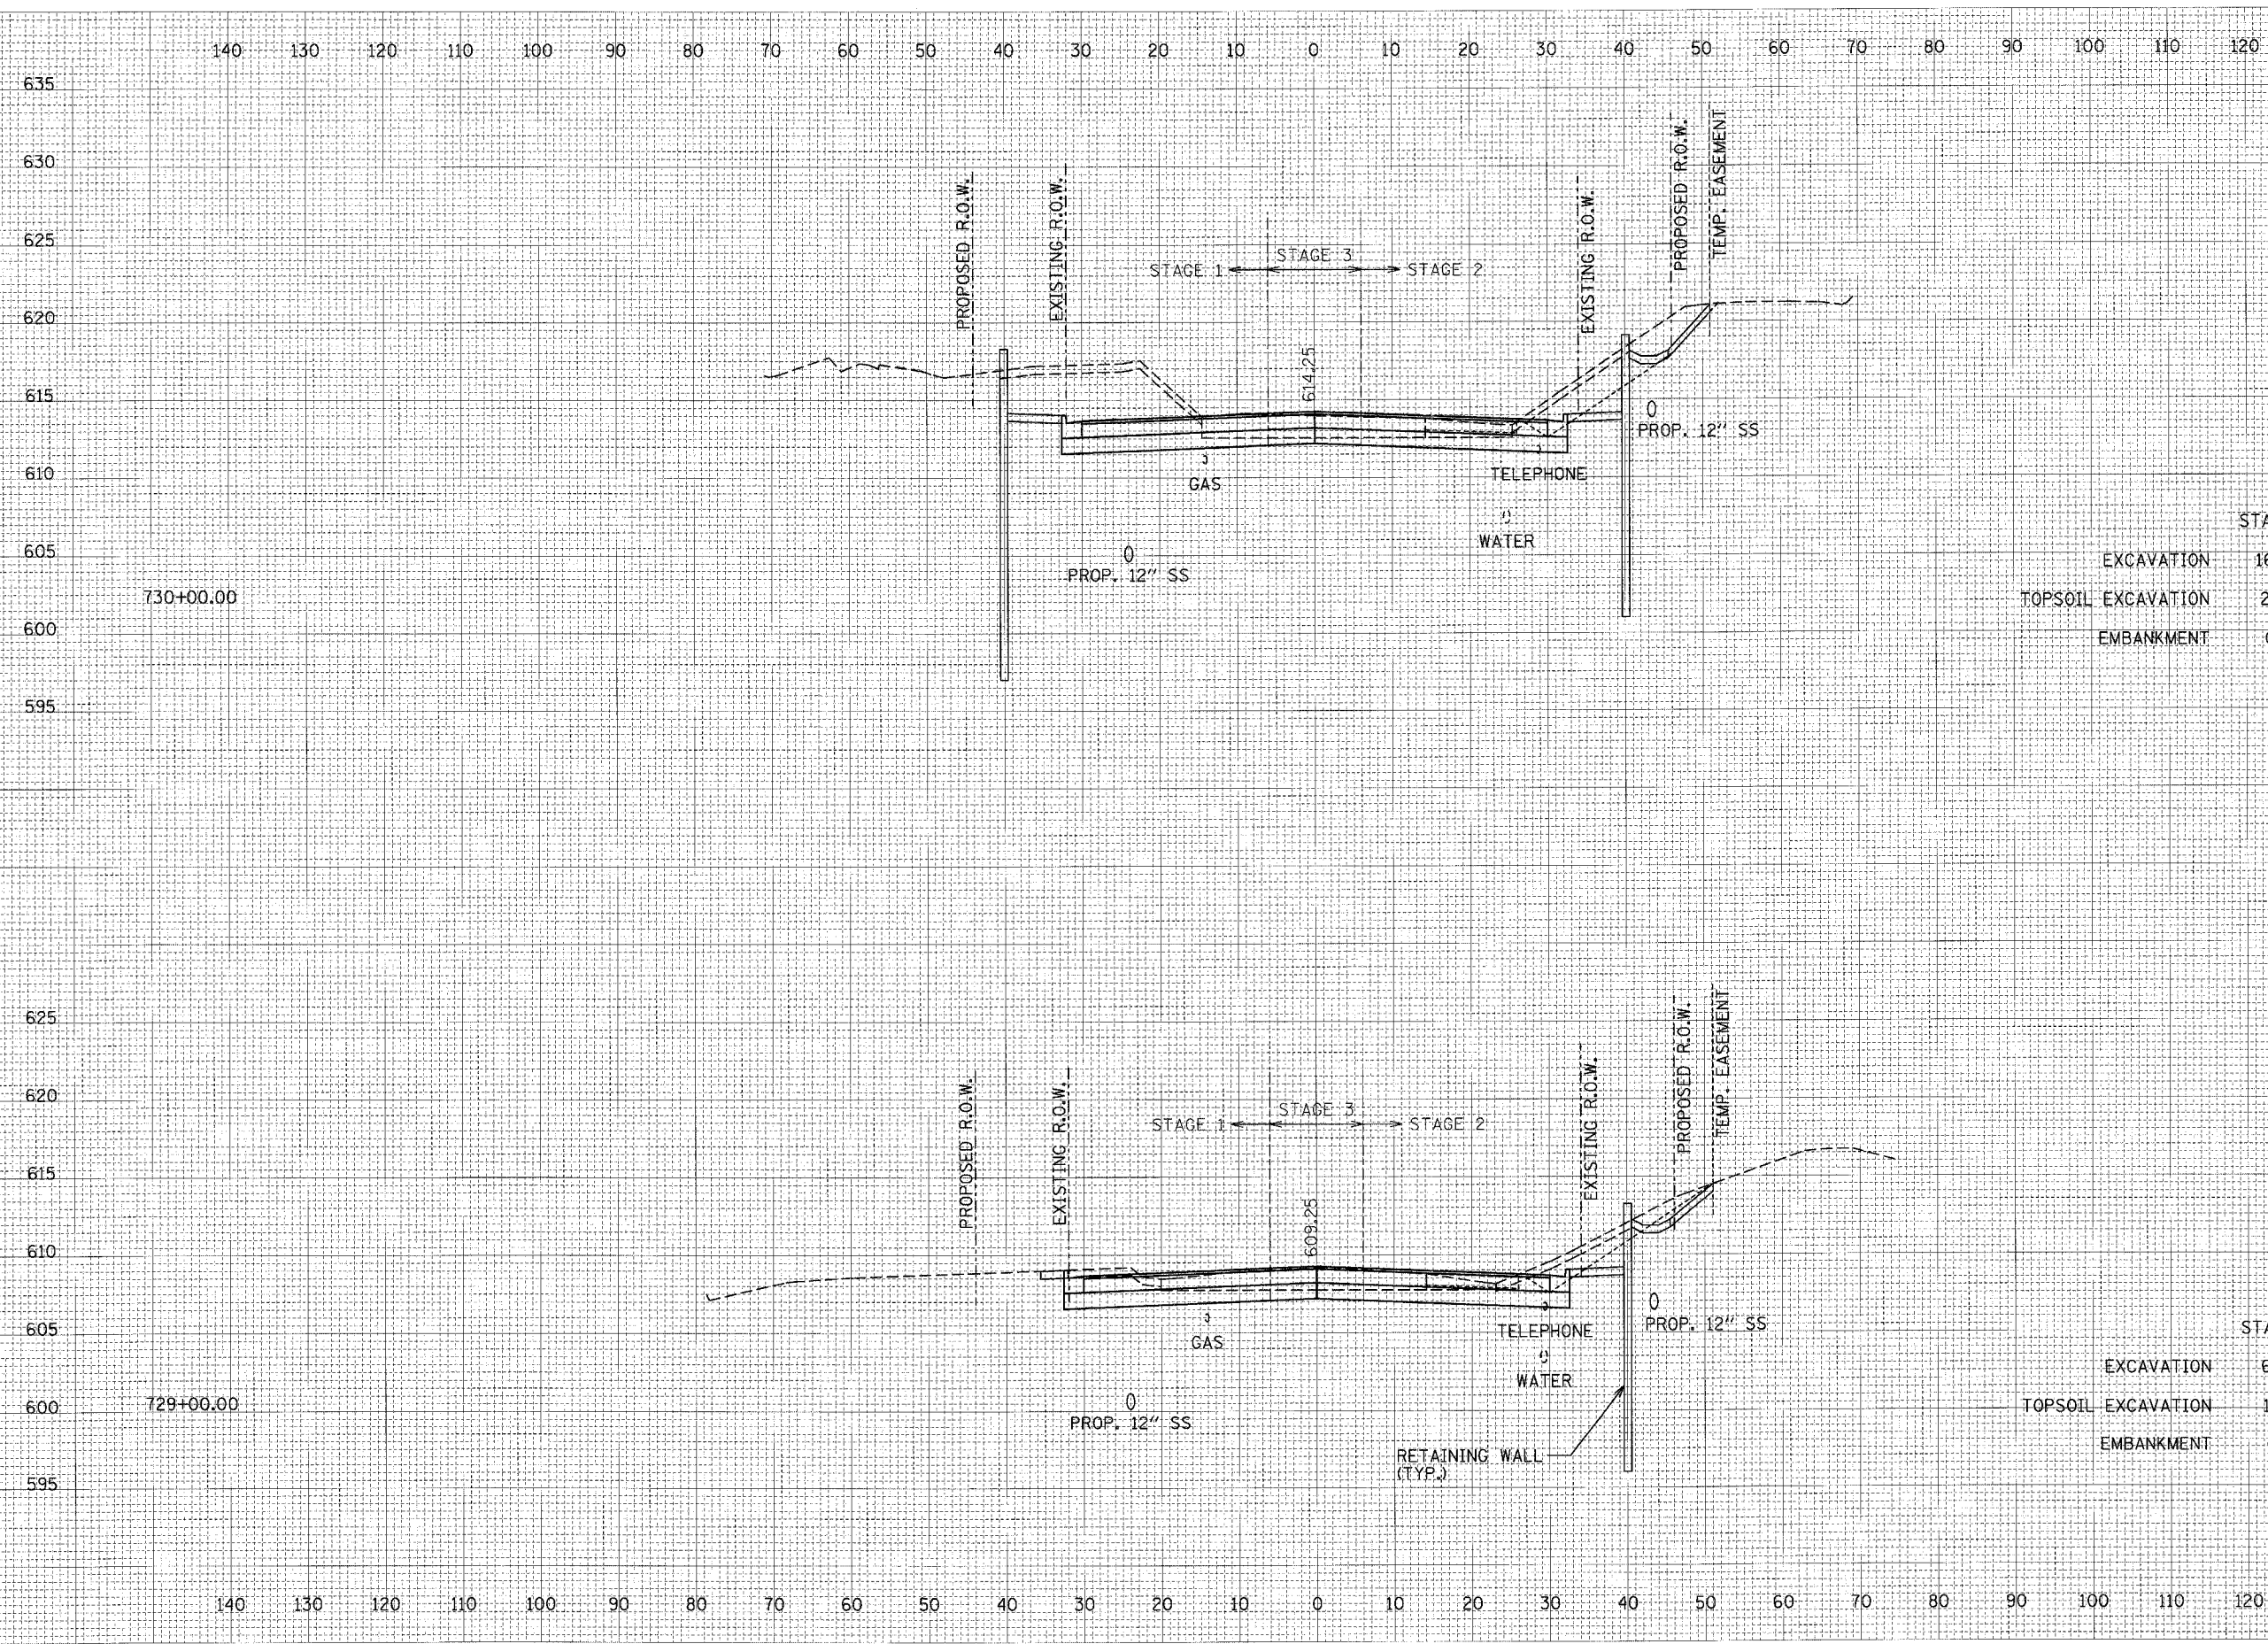 140 130 120 110 100 90 80 70 60 50 40 30 20 10 0 10 20 30 40 50 60 70 80 90 100 110 120
635
630
625
620
615
610
605
600
595
PROPOSED R.O.W.
EXISTING R.O.W.
STAGE 1
STAGE 3
STAGE 2
614.25
EXISTING R.O.W.
PROPOSED R.O.W.
TEMP. EASEMENT
PROP. 12" SS
GAS
TELEPHONE
WATER
PROP. 12" SS
730+00.00
EXCAVATION
TOPSOIL EXCAVATION
EMBANKMENT
625
620
615
610
605
600
595
PROPOSED R.O.W.
EXISTING R.O.W.
STAGE 1
STAGE 3
STAGE 2
609.25
EXISTING R.O.W.
PROPOSED R.O.W.
TEMP. EASEMENT
PROP. 12" SS
GAS
TELEPHONE
WATER
PROP. 12" SS
RETAINING WALL
(TYP.)
729+00.00
EXCAVATION
TOPSOIL EXCAVATION
EMBANKMENT
140 130 120 110 100 90 80 70 60 50 40 30 20 10 0 10 20 30 40 50 60 70 80 90 100 110 120